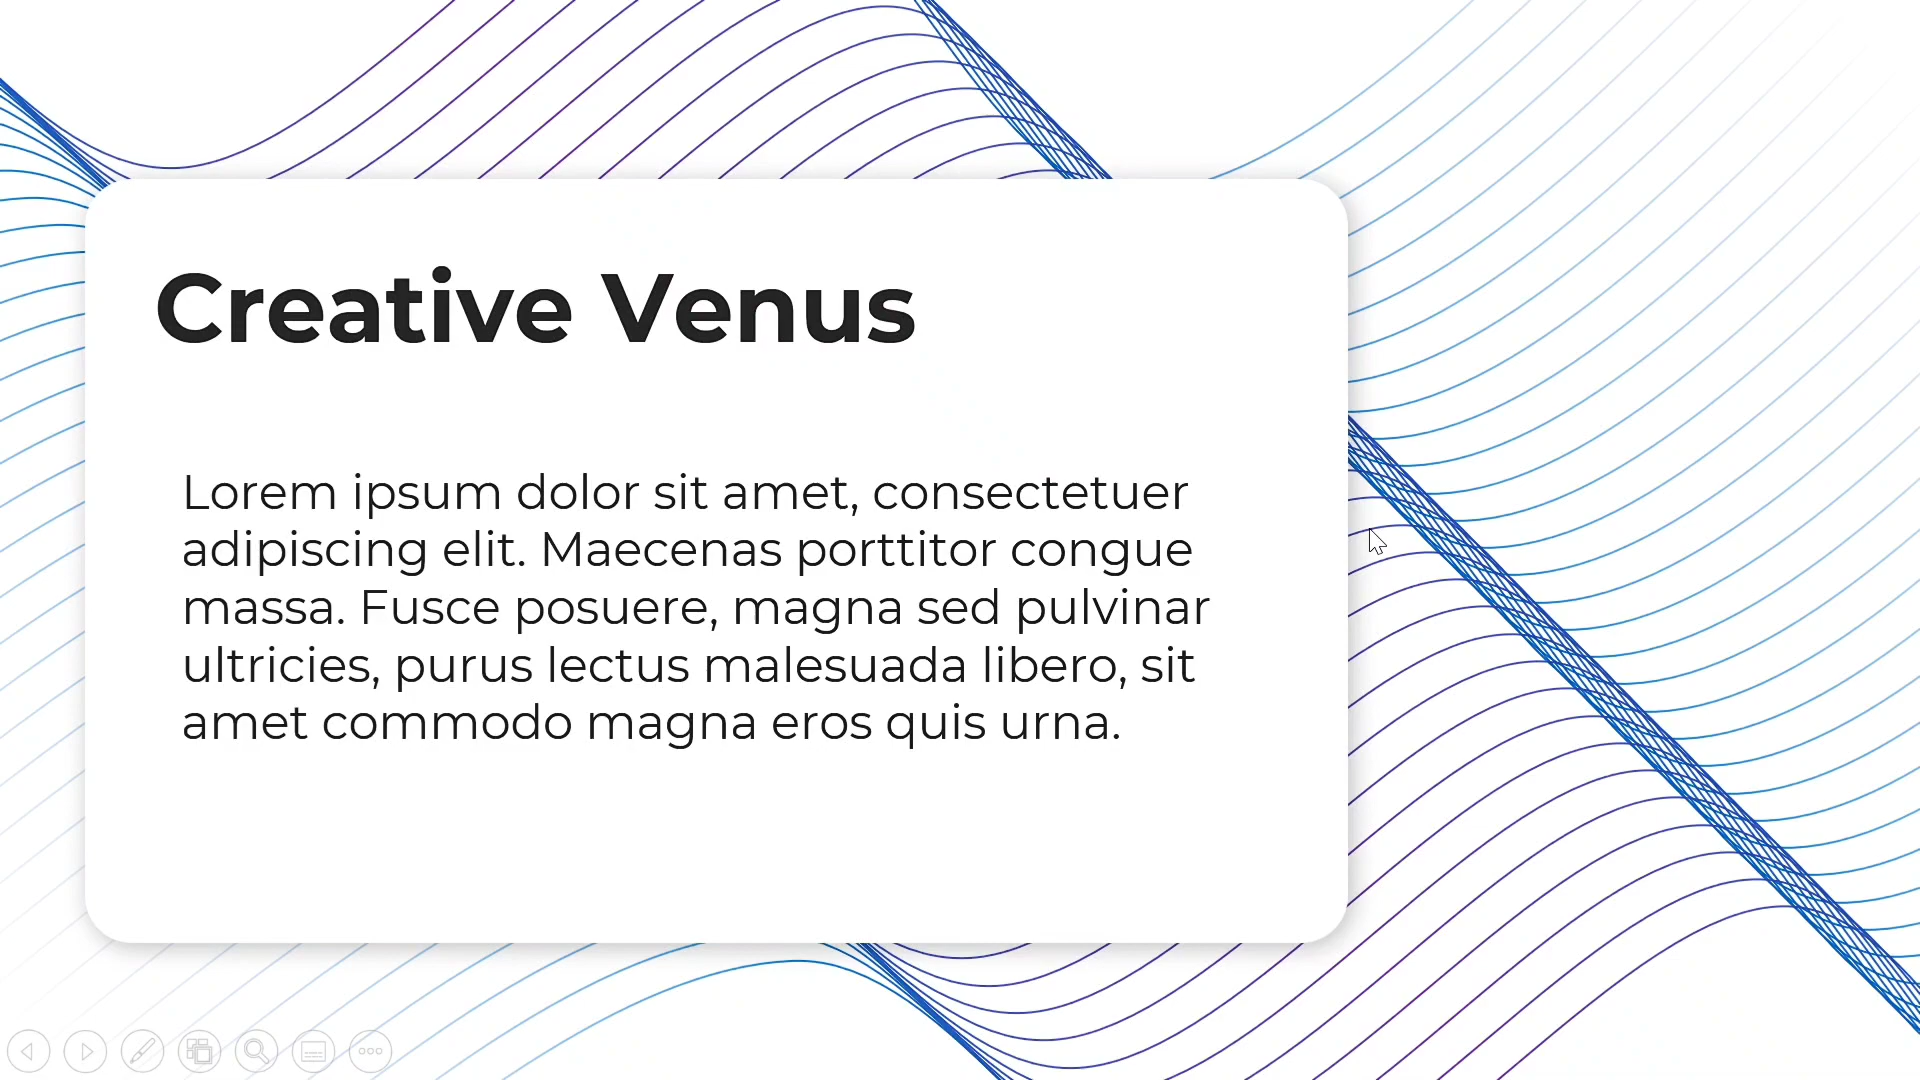 Creative Venus
Lorem ipsum dolor sit amet, consectetuer
adipiscing elit. Maecenas porttitor congue
massa. Fusce posuere, magna sed pulvinar
ultricies, purus lectus malesuada libero, sit
amet commodo magna eros quis urna.